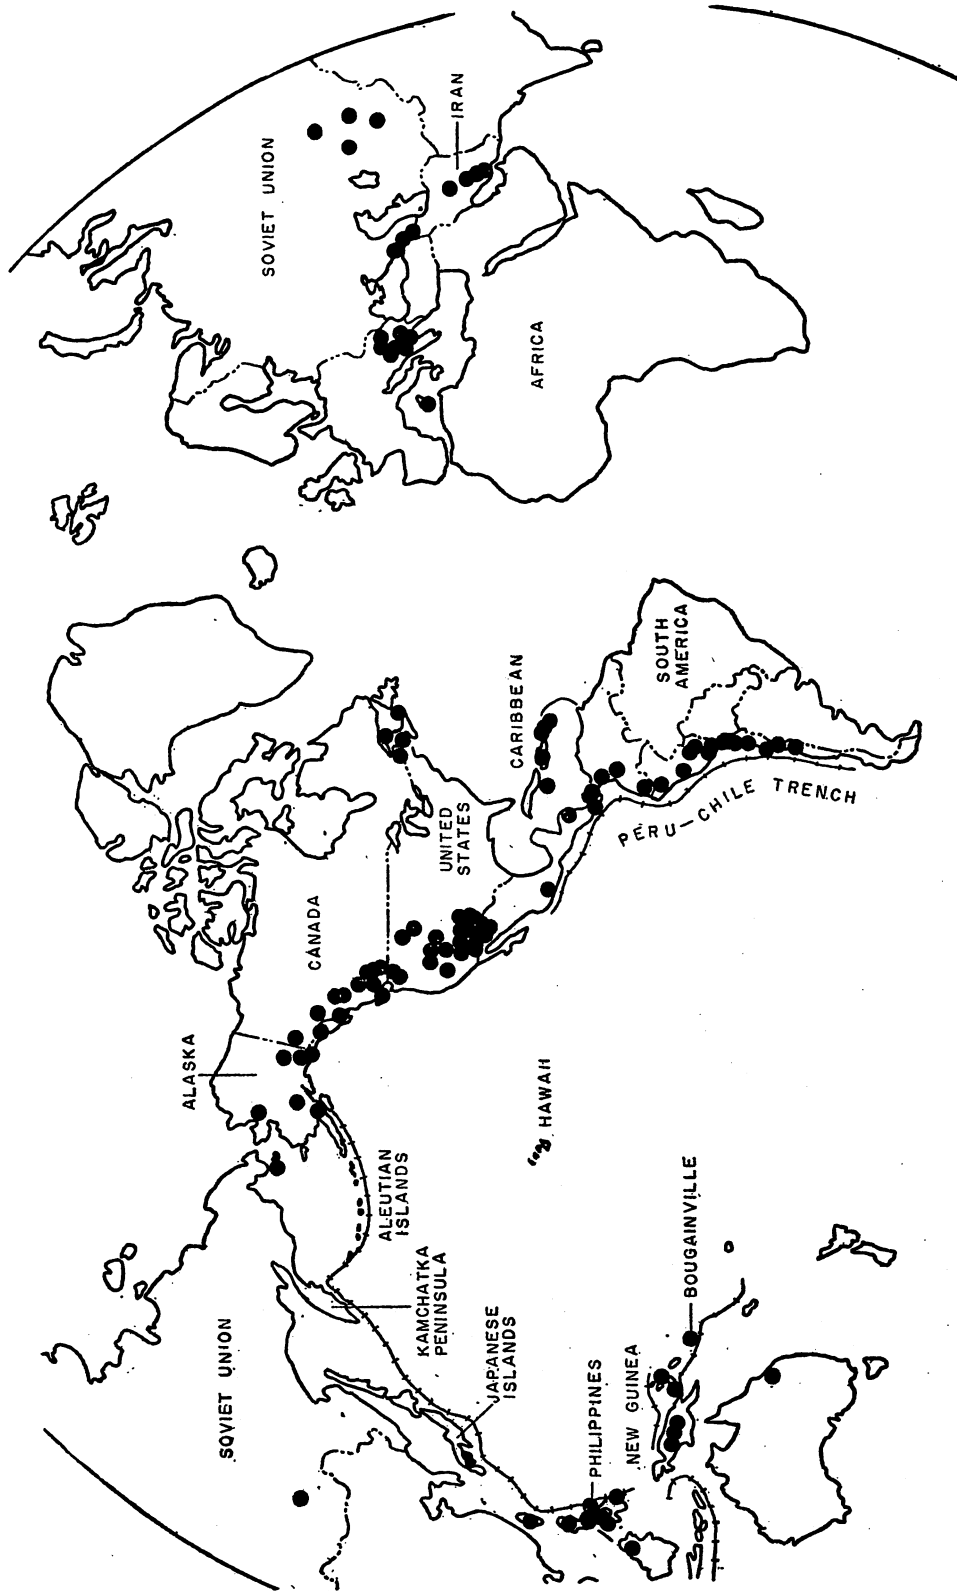 SOVIET UNION
IRAN
AFRICA
CARIBBEAN
SOUTH
AMERICA
UNITED
STATES
CANADA
PERU-CHILE TRENCH
ALASKA
HAWAII
ALEUTIAN
ISLANDS
KAMCHATKA
PENINSULA
SOVIET UNION
JAPANESE
ISLANDS
PHILIPPINES
NEW GUINEA
BOUGAINVILLE